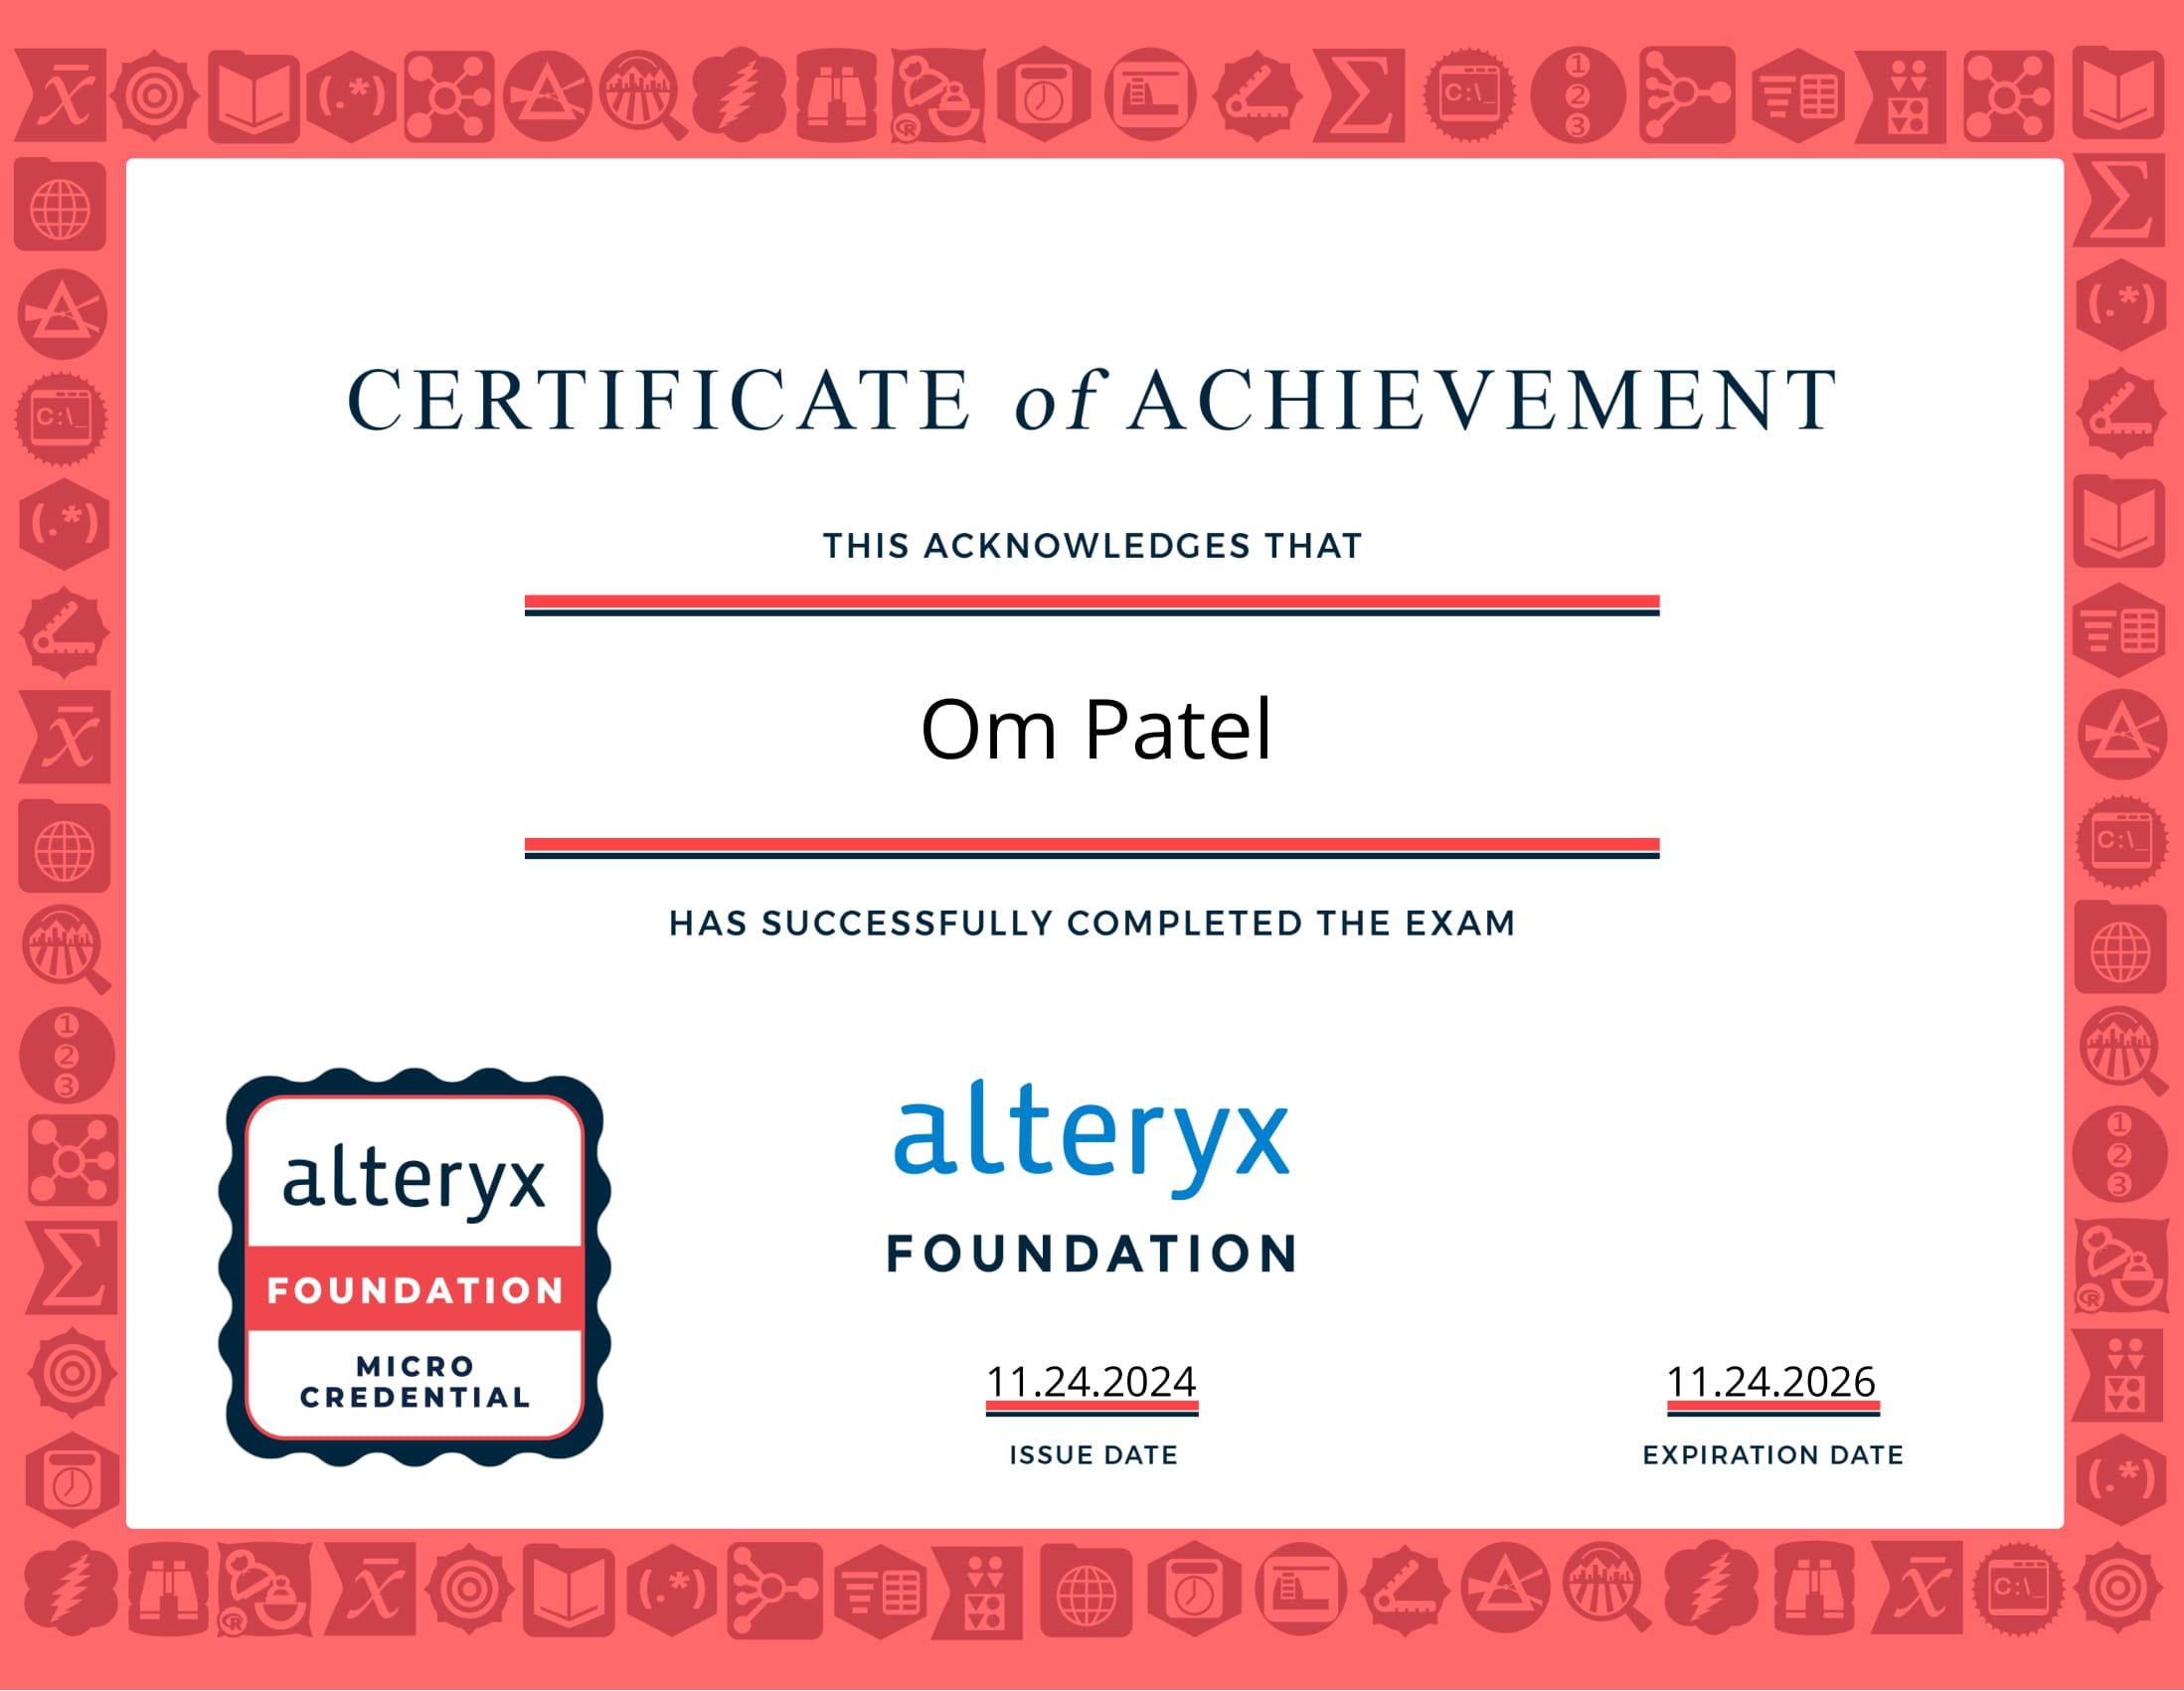 CERTIFICATE of ACHIEVEMENT
THIS ACKNOWLEDGES THAT
Om Patel
HAS SUCCESSFULLY COMPLETED THE EXAM
alteryx
FOUNDATION
MICRO
CREDENTIAL
alteryx
FOUNDATION
11.24.2024
ISSUE DATE
11.24.2026
EXPIRATION DATE